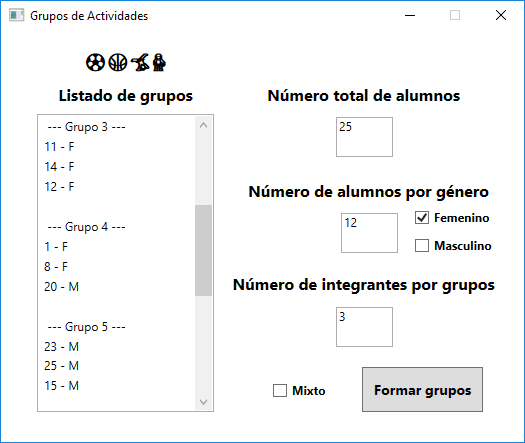 Grupos de Actividades
Listado de grupos
--- Grupo 3 ---
11 - F
14 - F
12 - F
--- Grupo 4 ---
1 - F
8 - F
20 - M
--- Grupo 5 ---
23 - M
25 - M
15 - M
Número total de alumnos
25
Número de alumnos por género
12
Femenino
Masculino
Número de integrantes por grupos
3
Mixto
Formar grupos